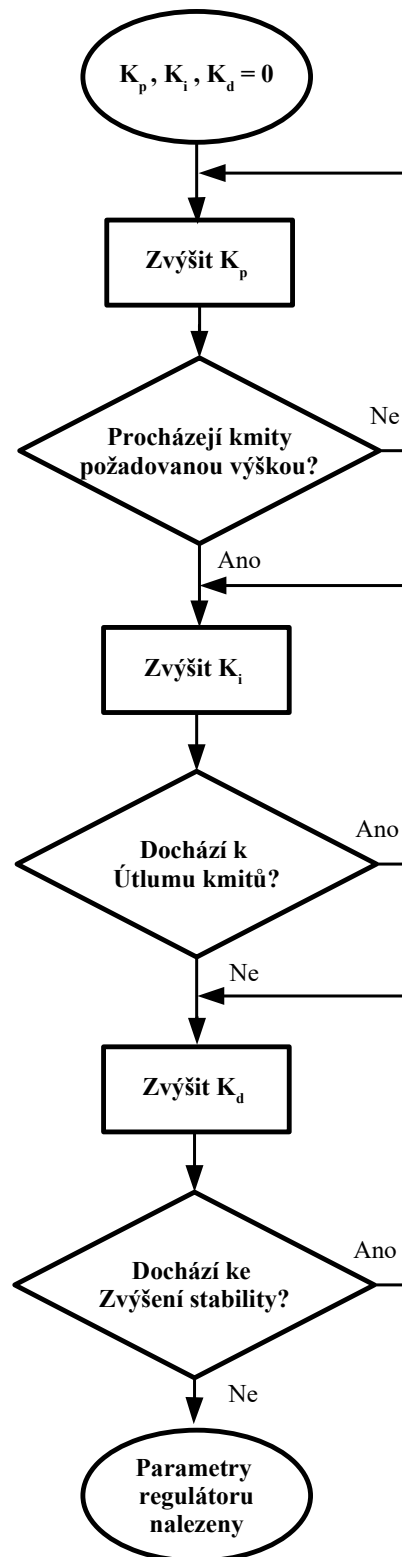 Kp , Ki , Kd = 0
Zvýšit Kp
Procházejí kmity
požadovanou výškou?
Ne
Ano
Zvýšit Ki
Dochází k
Útlumu kmitů?
Ano
Ne
Zvýšit Kd
Dochází ke
Zvýšení stability?
Ano
Ne
Parametry
regulátoru
nalezeny